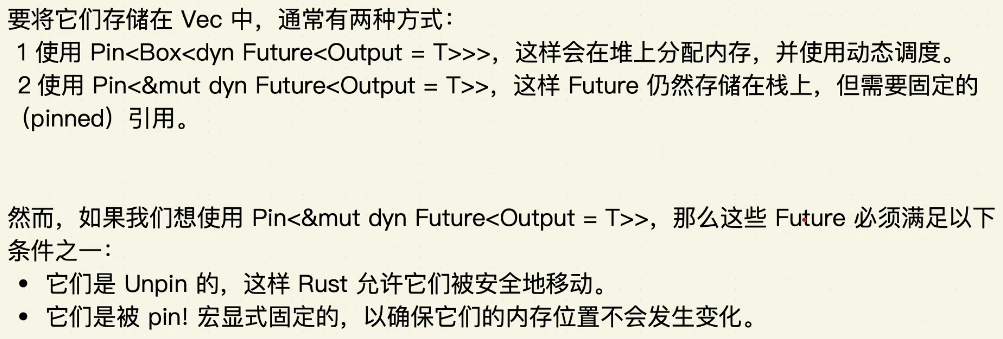 要将它们存储在 Vec 中，通常有两种方式：
1 使用 Pin<Box<dyn Future<Output = T>>>，这样会在堆上分配内存，并使用动态调度。
2 使用 Pin<&mut dyn Future<Output = T>>，这样 Future 仍然存储在栈上，但需要固定的
（pinned）引用。
然而，如果我们想使用 Pin<&mut dyn Future<Output = T>>，那么这些 Future 必须满足以下
条件之一：
• 它们是 Unpin 的，这样 Rust 允许它们被安全地移动。
• 它们是被 pin! 宏显式固定的，以确保它们的内存位置不会发生变化。